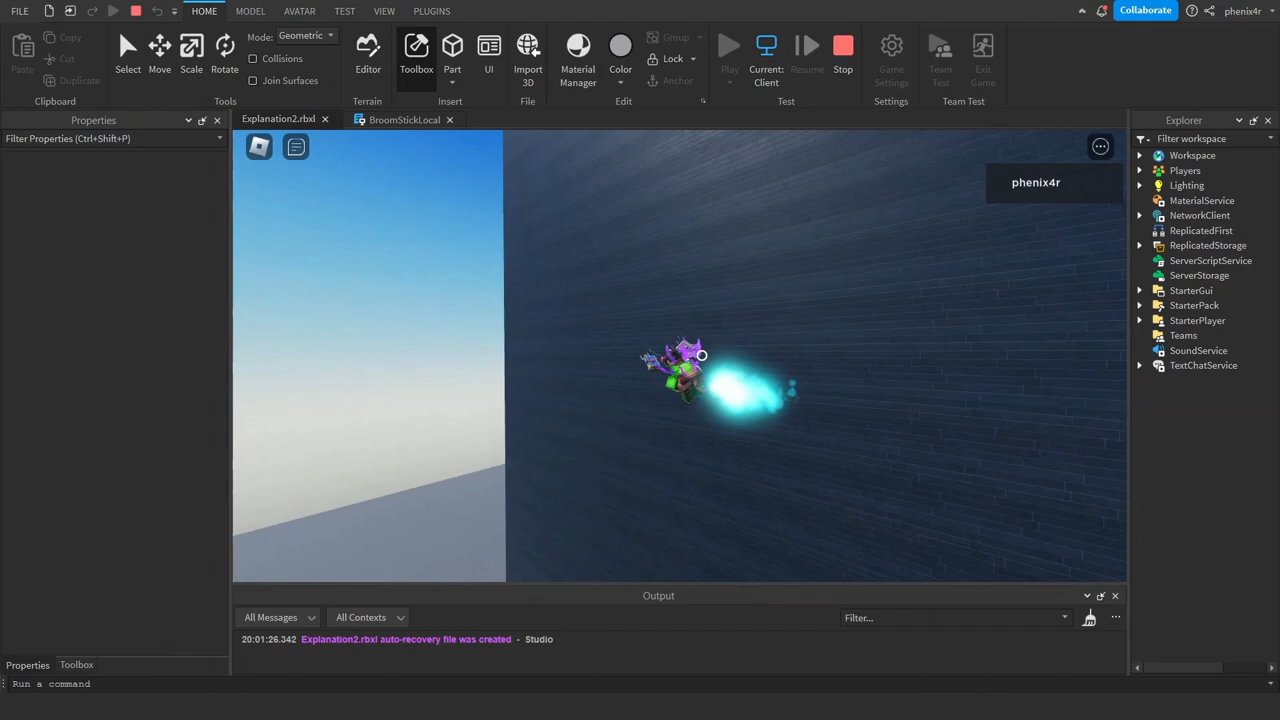 FILE HOME MODEL AVATAR TEST VIEW PLUGINS Collaborate phenix4r
Paste Copy Cut Duplicate Select Move Scale Rotate Mode: Geometric Collisions Join Surfaces Editor Toolbox Part UI Import 3D Material Manager Color Group Lock Anchor Play Current: Client Resume Stop Game Settings Team Test Exit Game
Clipboard Tools Terrain Insert File Edit Test Settings Team Test
Properties Explanation2.rbxl BroomStickLocal Explorer
Filter Properties (Ctrl+Shift+P) Filter workspace
Workspace
Players
phenix4r Lighting
MaterialService
NetworkClient
ReplicatedFirst
ReplicatedStorage
ServerScriptService
ServerStorage
StarterGui
StarterPack
StarterPlayer
Teams
SoundService
TextChatService
Output
All Messages All Contexts Filter...
20:01:26.342 Explanation2.rbxl auto-recovery file was created - Studio
Properties Toolbox
Run a command